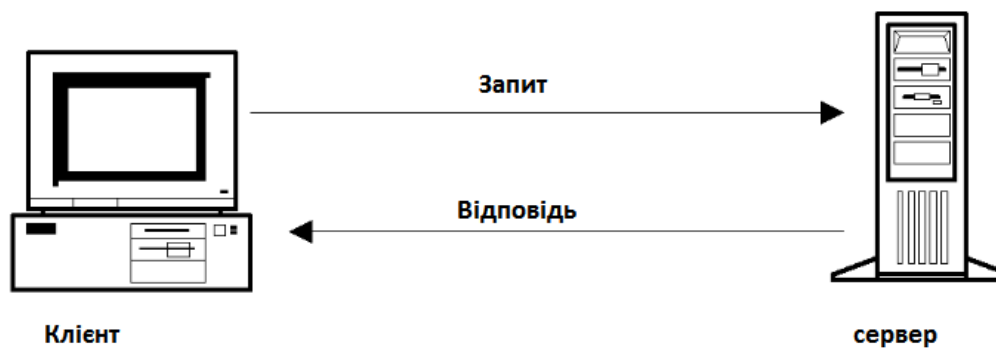 Запит
Відповідь
Клієнт
сервер